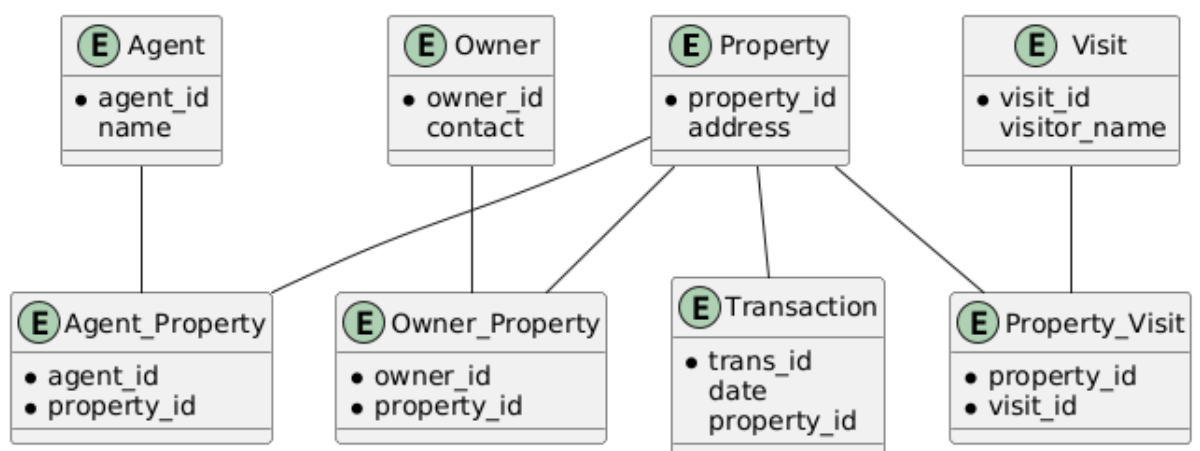 E Agent
agent_id
name
E Owner
owner_id
contact
E Property
property_id
address
E Visit
visit_id
visitor_name
E Agent_Property
agent_id
property_id
E Owner_Property
owner_id
property_id
E Transaction
trans_id
date
property_id
E Property_Visit
property_id
visit_id